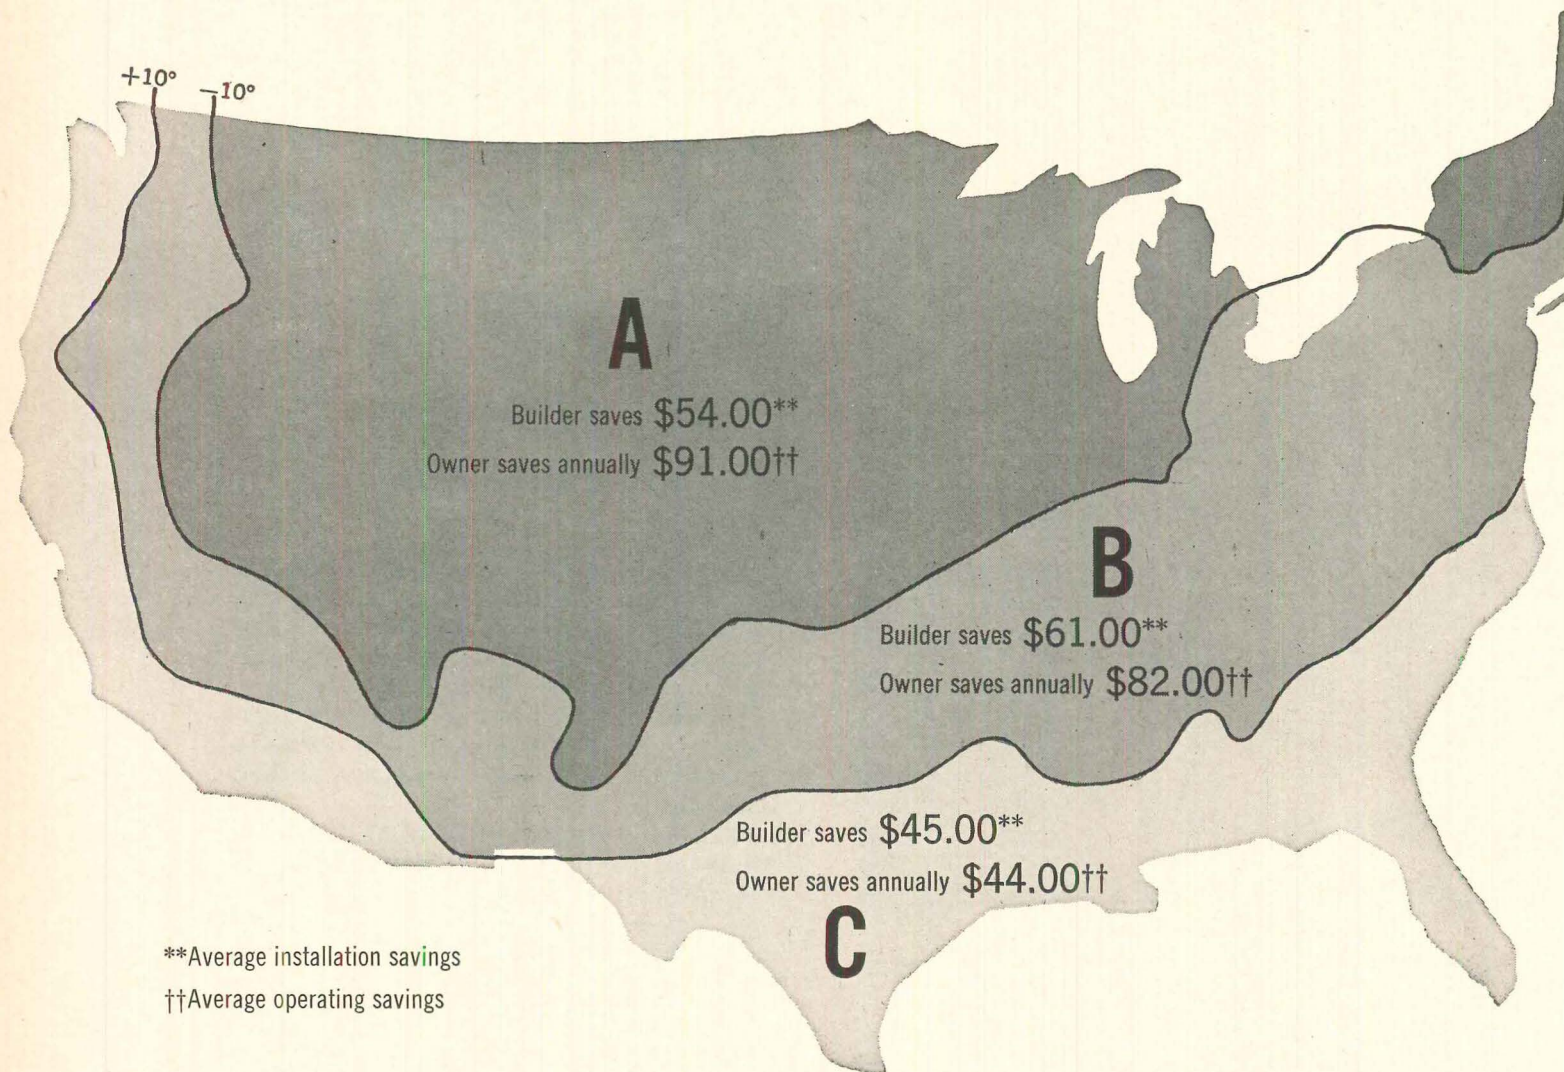 +10°
−10°
A
Builder saves $54.00**
Owner saves annually $91.00††
B
Builder saves $61.00**
Owner saves annually $82.00††
Builder saves $45.00**
Owner saves annually $44.00††
C
**Average installation savings
††Average operating savings